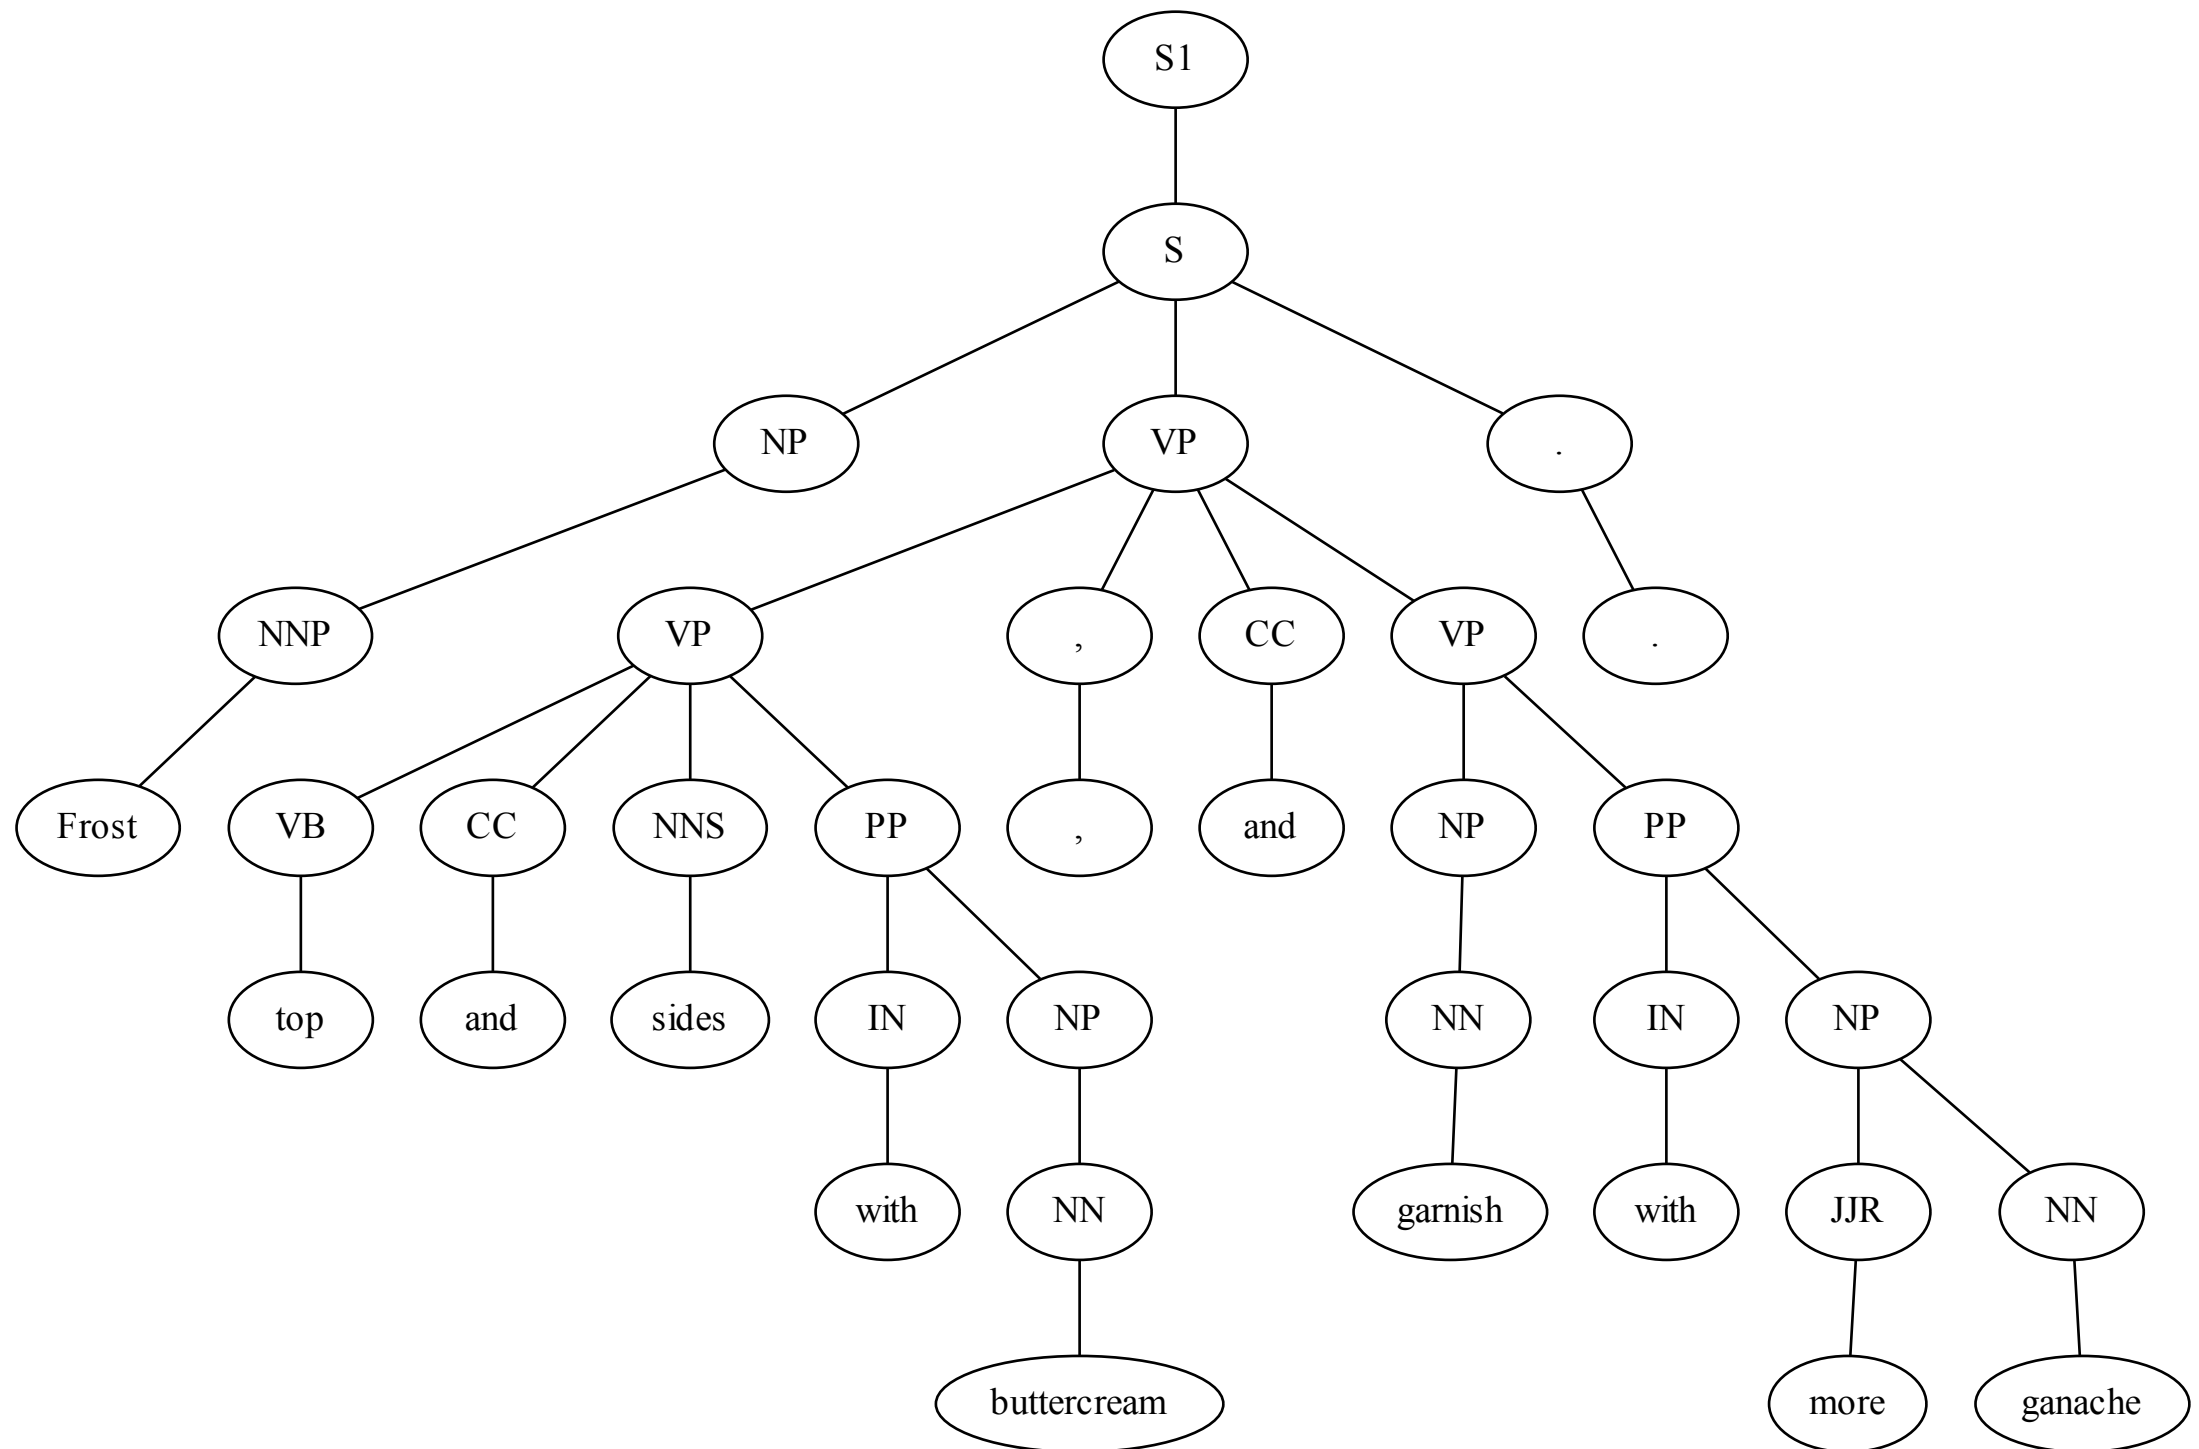 S1
S
NP VP .
NNP VP , CC VP .
Frost VB CC NNS PP , and NP PP
top and sides IN NP NN IN NP
with NN garnish with JJR NN
buttercream more ganache